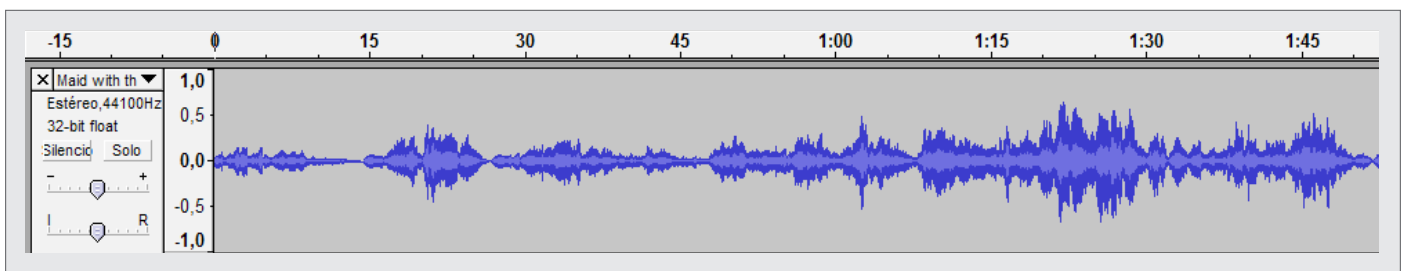 -15 0 15 30 45 1:00 1:15 1:30 1:45
X Maid with th
1,0
Estéreo,44100Hz
0,5
32-bit float
Silencio Solo
0,0
- +
-0,5
I R
-1,0